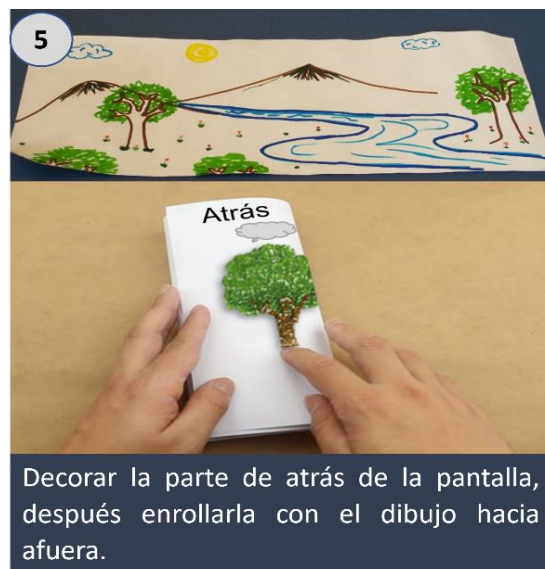 5
Atrás
Decorar la parte de atrás de la pantalla,
después enrollarla con el dibujo hacia
afuera.